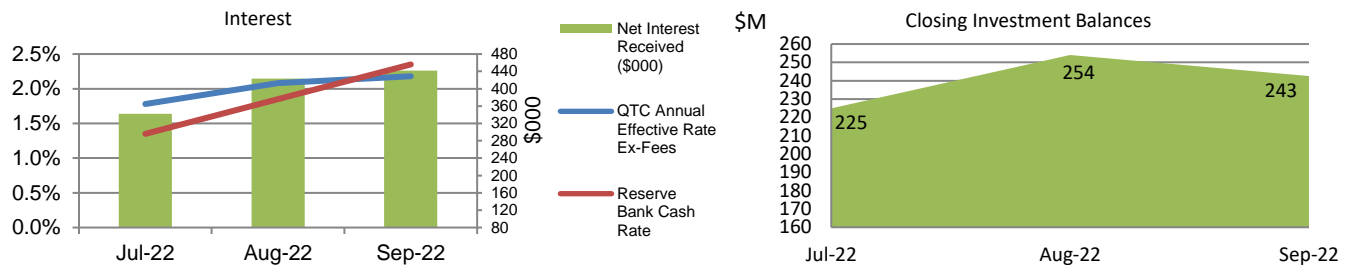 Interest
2.5%
2.0%
1.5%
1.0%
0.5%
0.0%
480
440
400
360
320
280
240
200
160
120
80
$000
Jul-22
Aug-22
Sep-22
Net Interest
Received
($000)
QTC Annual
Effective Rate
Ex-Fees
Reserve
Bank Cash
Rate
$M
Closing Investment Balances
260
250
240
230
220
210
200
190
180
170
160
225
254
243
Jul-22
Aug-22
Sep-22